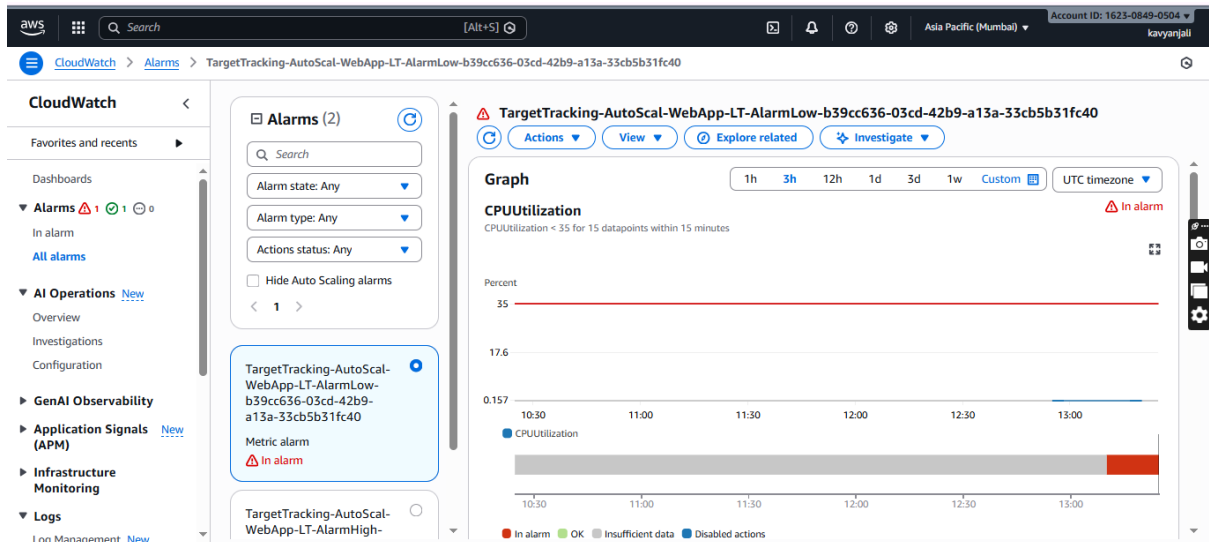 aws
Search
[Alt+S]
Asia Pacific (Mumbai) ▼
Account ID: 1623-0849-0504 ▼
kavyanjali
CloudWatch > Alarms > TargetTracking-AutoScal-WebApp-LT-AlarmLow-b39cc636-03cd-42b9-a13a-33cb5b31fc40
CloudWatch
Favorites and recents
Dashboards
Alarms 1 1 0
In alarm
All alarms
AI Operations New
Overview
Investigations
Configuration
GenAI Observability
Application Signals New
(APM)
Infrastructure
Monitoring
Logs
Log Management New
Alarms (2)
Search
Alarm state: Any
Alarm type: Any
Actions status: Any
Hide Auto Scaling alarms
< 1 >
TargetTracking-AutoScal-
WebApp-LT-AlarmLow-
b39cc636-03cd-42b9-
a13a-33cb5b31fc40
Metric alarm
In alarm
TargetTracking-AutoScal-
WebApp-LT-AlarmHigh-
TargetTracking-AutoScal-WebApp-LT-AlarmLow-b39cc636-03cd-42b9-a13a-33cb5b31fc40
Actions ▼
View ▼
Explore related
Investigate ▼
Graph
1h 3h 12h 1d 3d 1w Custom
UTC timezone ▼
CPUUtilization
In alarm
CPUUtilization < 35 for 15 datapoints within 15 minutes
Percent
35
17.6
0.157
10:30 11:00 11:30 12:00 12:30 13:00
CPUUtilization
10:30 11:00 11:30 12:00 12:30 13:00
In alarm OK Insufficient data Disabled actions